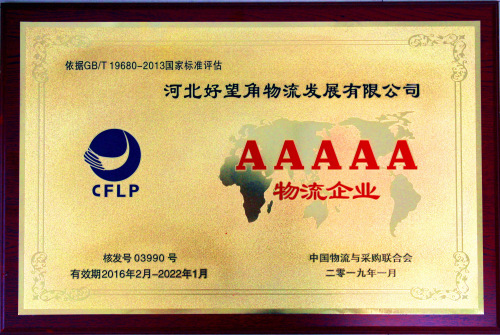 依据GB/T 19680-2013国家标准评估
河北好望角物流发展有限公司
CFLP
AAAAA
物流企业
核发号 03990 号
有效期2016年2月-2022年1月
中国物流与采购联合会
二零一九年一月